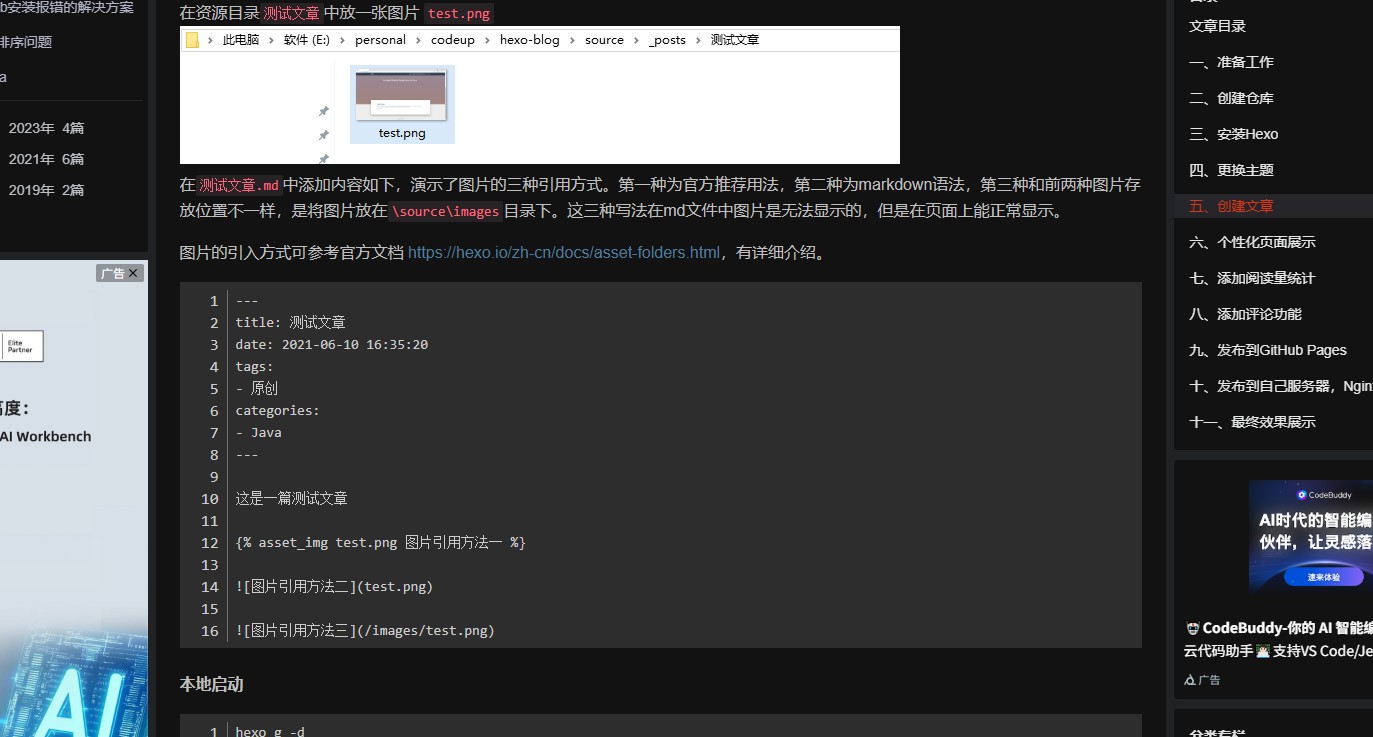 b安装报错的解决方案
排序问题
a
2023年 4篇
2021年 6篇
2019年 2篇
广告 ✕
Elite
Partner
高度：
AI Workbench
AI
在资源目录测试文章中放一张图片 test.png
此电脑 > 软件 (E:) > personal > codeup > hexo-blog > source > _posts > 测试文章
test.png
在 测试文章.md 中添加内容如下，演示了图片的三种引用方式。第一种为官方推荐用法，第二种为markdown语法，第三种和前两种图片存
放位置不一样，是将图片放在 \source\images 目录下。这三种写法在md文件中图片是无法显示的，但是在页面上能正常显示。
图片的引入方式可参考官方文档 https://hexo.io/zh-cn/docs/asset-folders.html，有详细介绍。
1 ---
2 title: 测试文章
3 date: 2021-06-10 16:35:20
4 tags:
5 - 原创
6 categories:
7 - Java
8 ---
9
10 这是一篇测试文章
11
12 {% asset_img test.png 图片引用方法一 %}
13
14 ![图片引用方法二](test.png)
15
16 ![图片引用方法三](/images/test.png)
本地启动
1 hexo g -d
文章目录
一、准备工作
二、创建仓库
三、安装Hexo
四、更换主题
五、创建文章
六、个性化页面展示
七、添加阅读量统计
八、添加评论功能
九、发布到GitHub Pages
十、发布到自己服务器，Ngin
十一、最终效果展示
CodeBuddy
AI时代的智能编
伙伴，让灵感落
速来体验
CodeBuddy-你的 AI 智能编
云代码助手 支持VS Code/Je
广告
分类专栏